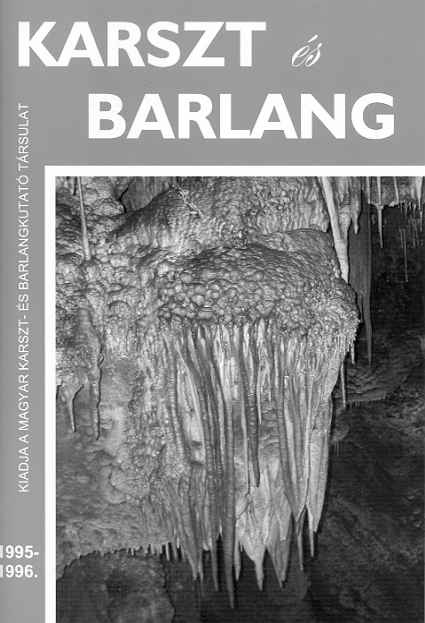 KARSZT és
BARLANG
KIADJA A MAGYAR KARSZT- ÉS BARLANGKUTATÓ TÁRSULAT
1995-
1996.